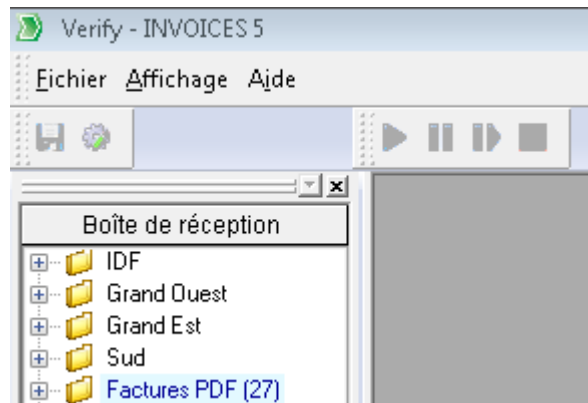 Verify - INVOICES 5
Fichier Affichage Aide
Boîte de réception
IDF
Grand Ouest
Grand Est
Sud
Factures PDF (27)